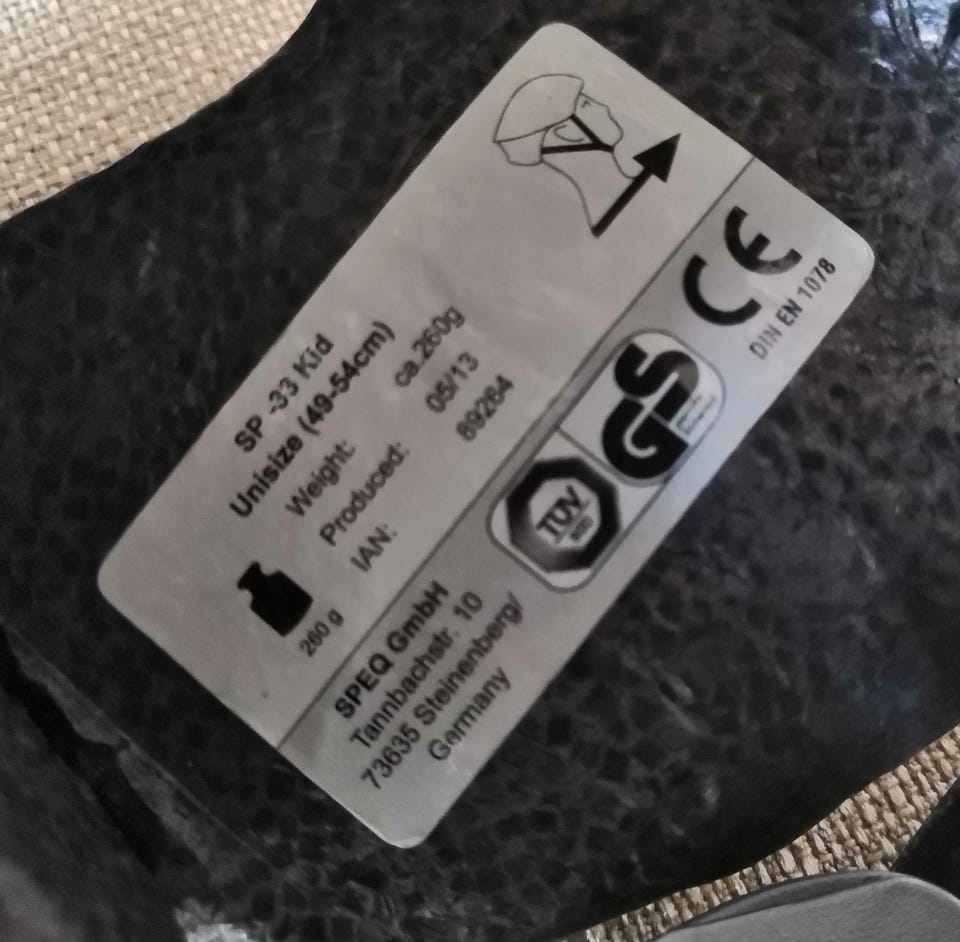 SP -33 Kid
Unisize (49-54cm)
Weight: ca.260g
Produced: 05/13
IAN: 89264
260 g
SPEQ GmbH
Tannbachstr. 10
73635 Steinenberg/
Germany
TÜV
GS
CE
DIN EN 1078